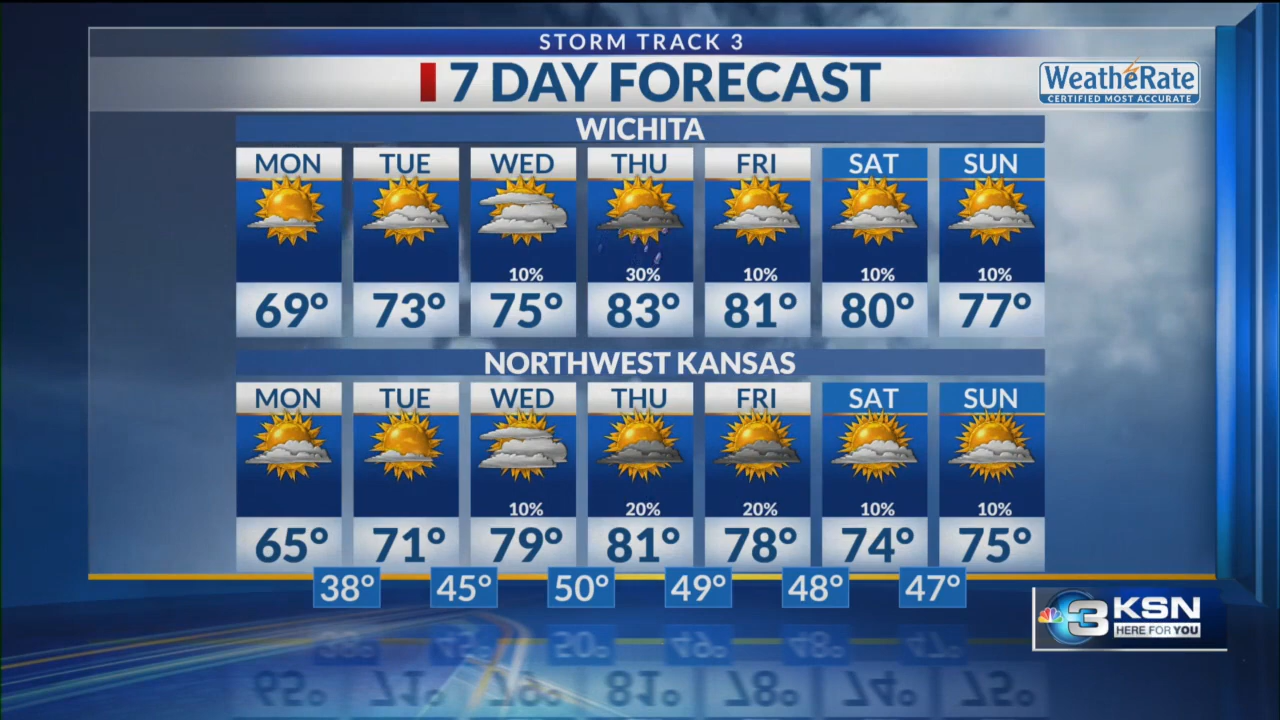 STORM TRACK 3
7 DAY FORECAST
WeatheRate
CERTIFIED MOST ACCURATE
WICHITA
MON TUE WED THU FRI SAT SUN
10% 30% 10% 10% 10%
69° 73° 75° 83° 81° 80° 77°
NORTHWEST KANSAS
MON TUE WED THU FRI SAT SUN
10% 20% 20% 10% 10%
65° 71° 79° 81° 78° 74° 75°
38° 45° 50° 49° 48° 47°
3 KSN
HERE FOR YOU